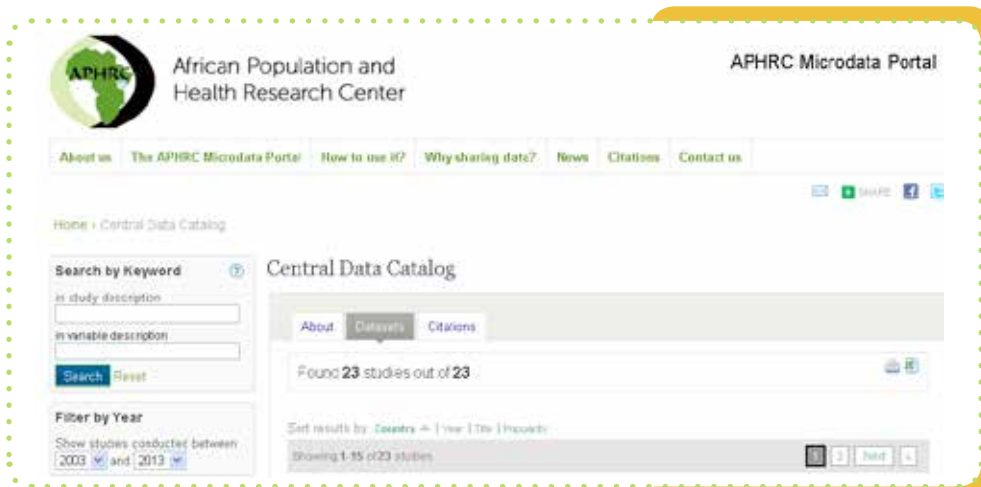 APHRC
African Population and
Health Research Center
APHRC Microdata Portal
About us The APHRC Microdata Portal How to use it? Why sharing data? News Citations Contact us
SHARE
Home › Central Data Catalog
Search by Keyword ?
in study description
in variable description
Search Reset
Filter by Year
Show studies conducted between
2003 and 2013
Central Data Catalog
About Datasets Citations
Found 23 studies out of 23
Sort results by: Country | Year | Title | Popularity
Showing 1-15 of 23 studies
1 2 Next